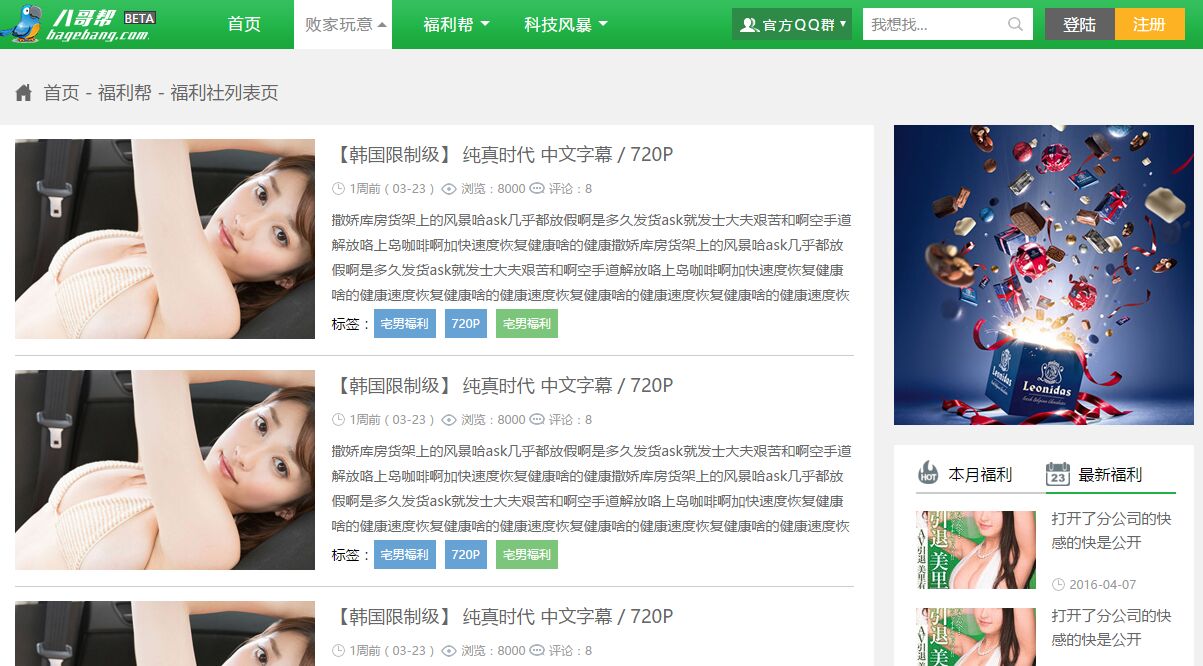 八哥帮 BETA
bagebang.com
首页 败家玩意 福利帮 科技风暴 官方QQ群 我想找... 登陆 注册
首页 - 福利帮 - 福利社列表页
【韩国限制级】 纯真时代 中文字幕 / 720P
1周前 ( 03-23 ) 浏览 : 8000 评论 : 8
撒娇库房货架上的风景哈ask几乎都放假啊是多久发货ask就发士大夫艰苦和啊空手道
解放咯上岛咖啡啊加快速度恢复健康啥的健康撒娇库房货架上的风景哈ask几乎都放
假啊是多久发货ask就发士大夫艰苦和啊空手道解放咯上岛咖啡啊加快速度恢复健康
啥的健康速度恢复健康啥的健康速度恢复健康啥的健康速度恢复健康啥的健康速度恢
标签 : 宅男福利 720P 宅男福利
【韩国限制级】 纯真时代 中文字幕 / 720P
1周前 ( 03-23 ) 浏览 : 8000 评论 : 8
撒娇库房货架上的风景哈ask几乎都放假啊是多久发货ask就发士大夫艰苦和啊空手道
解放咯上岛咖啡啊加快速度恢复健康啥的健康撒娇库房货架上的风景哈ask几乎都放
假啊是多久发货ask就发士大夫艰苦和啊空手道解放咯上岛咖啡啊加快速度恢复健康
啥的健康速度恢复健康啥的健康速度恢复健康啥的健康速度恢复健康啥的健康速度恢
标签 : 宅男福利 720P 宅男福利
【韩国限制级】 纯真时代 中文字幕 / 720P
1周前 ( 03-23 ) 浏览 : 8000 评论 : 8
Leonidas
Leonidas
HOT 本月福利 23 最新福利
引退 美里
打开了分公司的快
感的快是公开
2016-04-07
引退 美里
打开了分公司的快
感的快是公开